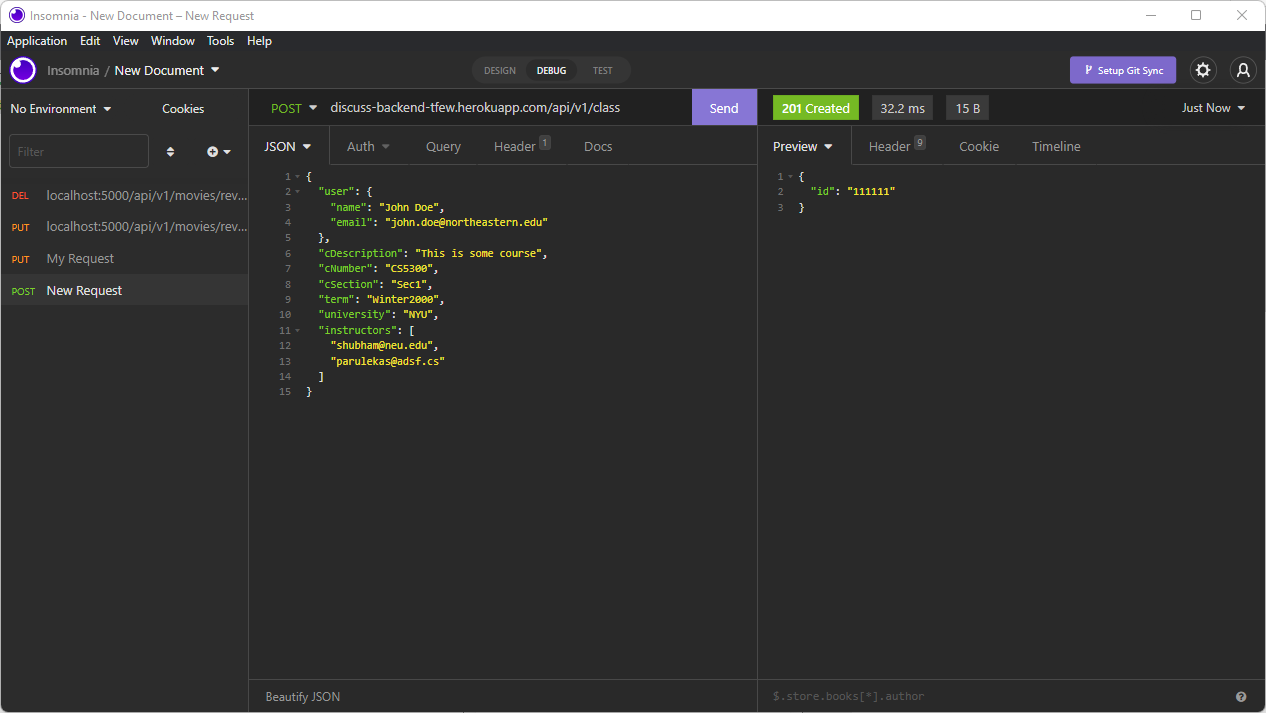 Insomnia - New Document – New Request
Application Edit View Window Tools Help
Insomnia / New Document
DESIGN DEBUG TEST
Setup Git Sync
No Environment Cookies
Filter
DEL localhost:5000/api/v1/movies/rev...
PUT localhost:5000/api/v1/movies/rev...
PUT My Request
POST New Request
POST discuss-backend-tfew.herokuapp.com/api/v1/class Send
JSON Auth Query Header 1 Docs
1 {
2 "user": {
3 "name": "John Doe",
4 "email": "john.doe@northeastern.edu"
5 },
6 "cDescription": "This is some course",
7 "cNumber": "CS5300",
8 "cSection": "Sec1",
9 "term": "Winter2000",
10 "university": "NYU",
11 "instructors": [
12 "shubham@neu.edu",
13 "parulekas@adsf.cs"
14 ]
15 }
Beautify JSON
201 Created 32.2 ms 15 B Just Now
Preview Header 9 Cookie Timeline
1 {
2 "id": "111111"
3 }
$.store.books[*].author ?